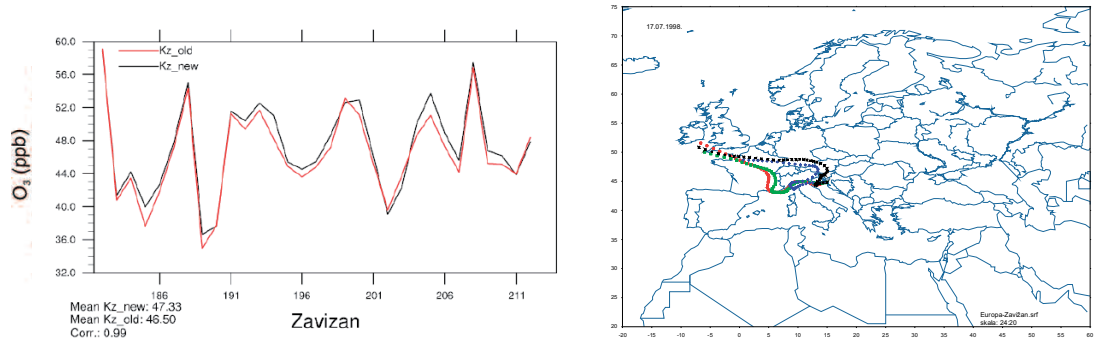 60.0
Kz_old
Kz_new
56.0
52.0
48.0
44.0
40.0
36.0
32.0
O₃ (ppb)
186 191 196 201 206 211
Mean Kz_new: 47.33
Mean Kz_old: 46.50
Corr.: 0.99
Zavizan
75
17.07.1998.
70
65
60
55
50
45
40
35
30
25
20
Europa-Zavižan.srf
skala: 24:20
-20 -15 -10 -5 0 5 10 15 20 25 30 35 40 45 50 55 60